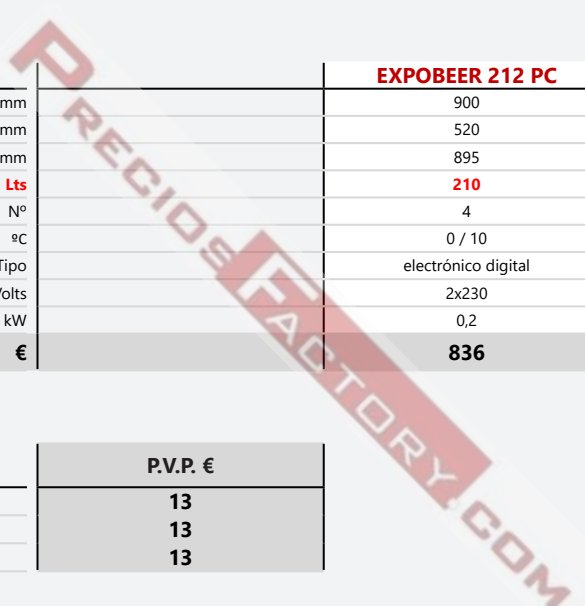 EXPOBEER 212 PC
mm 900
mm 520
mm 895
Lts 210
Nº 4
ºC 0 / 10
Tipo electrónico digital
Volts 2x230
kW 0,2
€ 836
P.V.P. €
13
13
13
PRECIOSFACTORY.COM